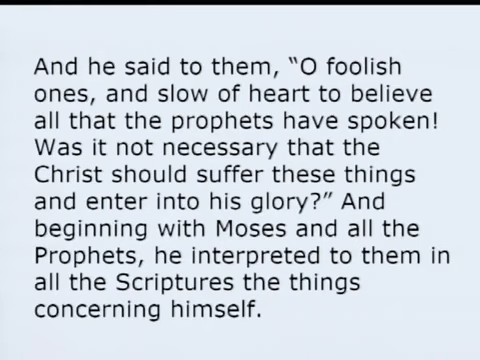 And he said to them, “O foolish
ones, and slow of heart to believe
all that the prophets have spoken!
Was it not necessary that the
Christ should suffer these things
and enter into his glory?” And
beginning with Moses and all the
Prophets, he interpreted to them in
all the Scriptures the things
concerning himself.